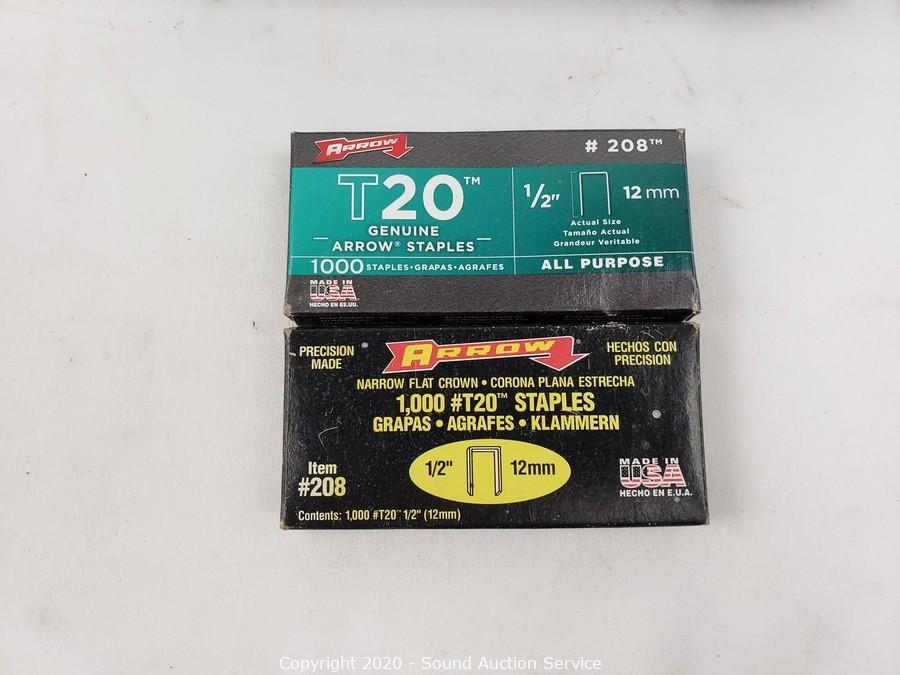 ARROW
# 208™
T20™
GENUINE
ARROW® STAPLES
1000 STAPLES•GRAPAS•AGRAFES
1/2" 12 mm
Actual Size
Tamaño Actual
Grandeur Veritable
ALL PURPOSE
MADE IN
USA
HECHO EN EE.UU.
PRECISION
MADE
ARROW
HECHOS CON
PRECISION
NARROW FLAT CROWN • CORONA PLANA ESTRECHA
1,000 #T20™ STAPLES
GRAPAS • AGRAFES • KLAMMERN
1/2" 12mm
Item
#208
MADE IN
USA
HECHO EN E.U.A.
Contents: 1,000 #T20™ 1/2" (12mm)
Copyright 2020 - Sound Auction Service